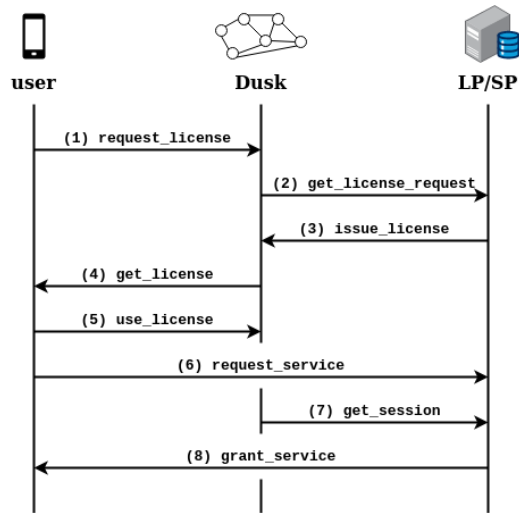 user Dusk LP/SP
(1) request_license
(2) get_license_request
(3) issue_license
(4) get_license
(5) use_license
(6) request_service
(7) get_session
(8) grant_service